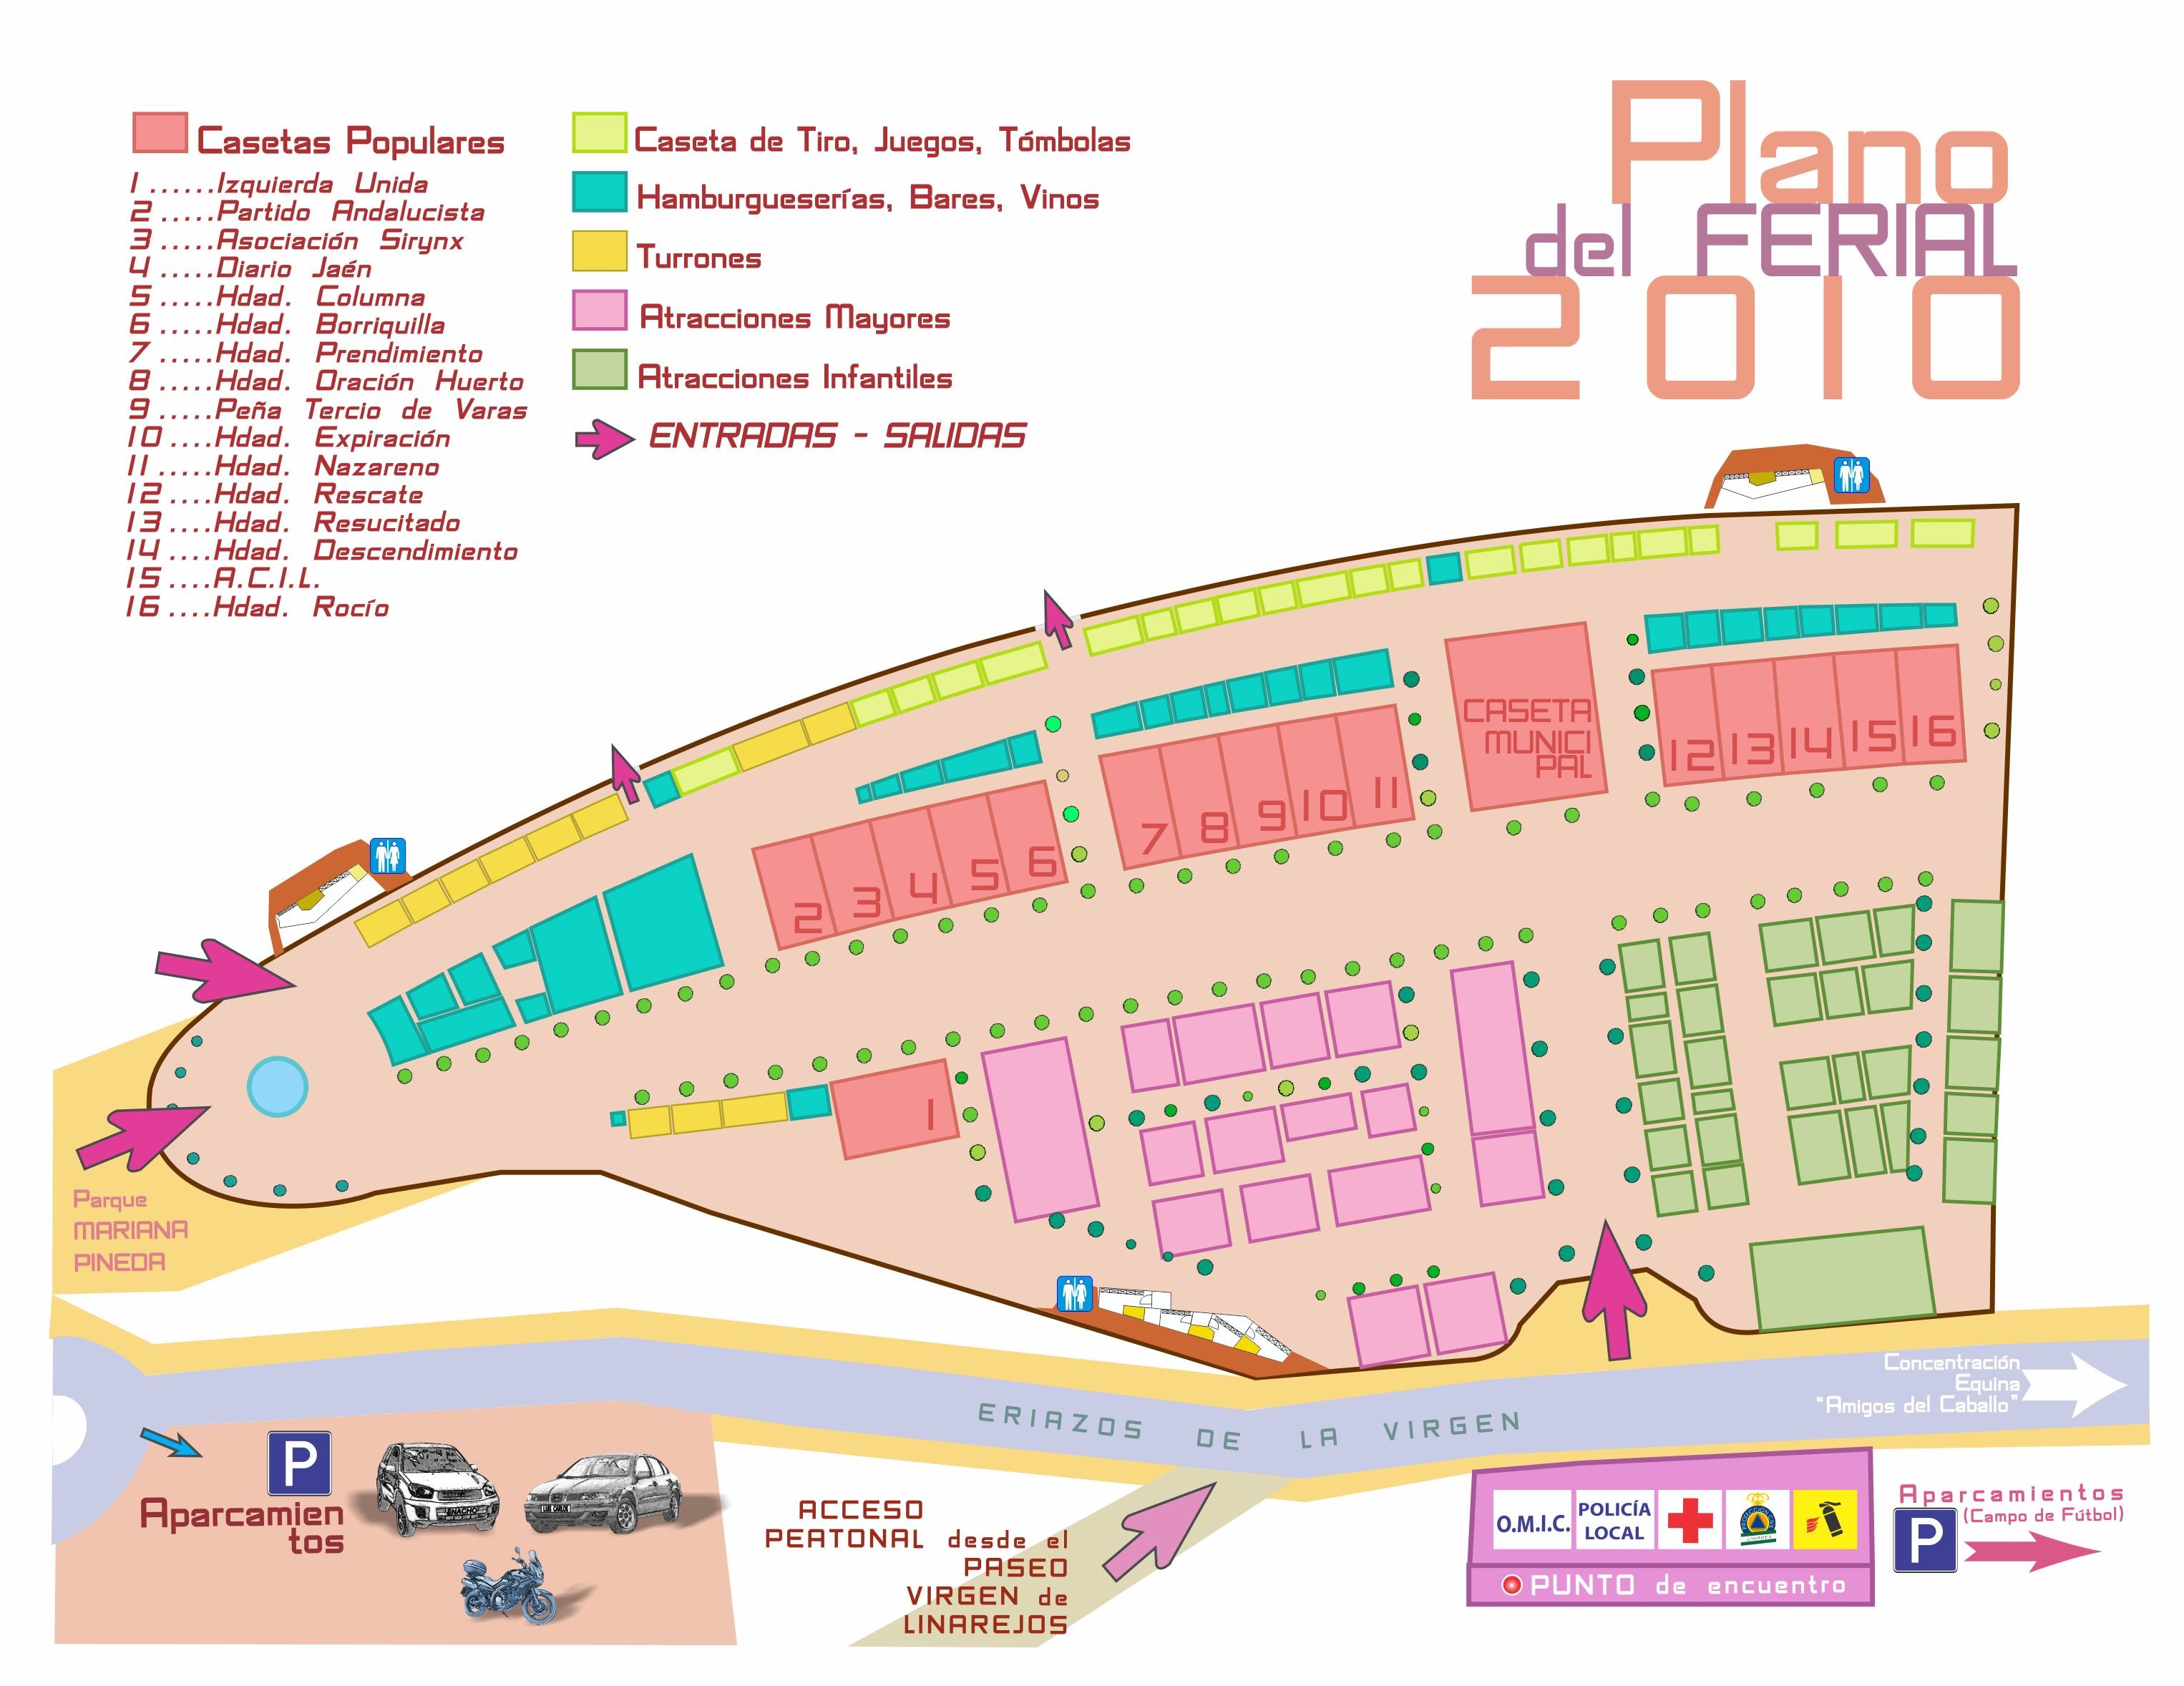 Plano
del FERIAL
2010
Casetas Populares
1 ......Izquierda Unida
2 .....Partido Andalucista
3 .....Asociación Sirynx
4 .....Diario Jaén
5 .....Hdad. Columna
6 .....Hdad. Borriquilla
7 .....Hdad. Prendimiento
8 .....Hdad. Oración Huerto
9 .....Peña Tercio de Varas
10 ....Hdad. Expiración
11 .....Hdad. Nazareno
12 ....Hdad. Rescate
13 ....Hdad. Resucitado
14 ....Hdad. Descendimiento
15 ....A.C.I.L.
16 ....Hdad. Rocío
Caseta de Tiro, Juegos, Tómbolas
Hamburgueserías, Bares, Vinos
Turrones
Atracciones Mayores
Atracciones Infantiles
ENTRADAS - SALIDAS
CASETA
MUNICI
PAL
12 13 14 15 16
7 8 9 10 11
2 3 4 5 6
1
Parque
MARIANA
PINEDA
Concentración
Equina
"Amigos del Caballo"
ERIAZOS DE LA VIRGEN
P
Aparcamien
tos
NACHO
LUIS CARLOS
ACCESO
PEATONAL desde el
PASEO
VIRGEN de
LINAREJOS
O.M.I.C.
POLICÍA
LOCAL
PUNTO de encuentro
Aparcamientos
(Campo de Fútbol)
P